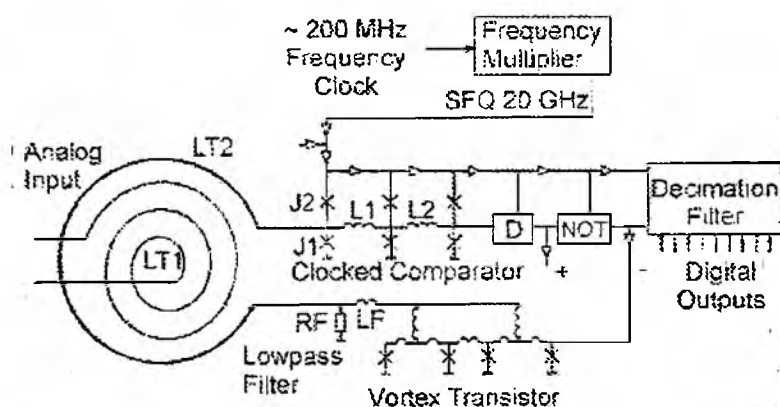 ~ 200 MHz
Frequency
Clock
Frequency
Multiplier
SFQ 20 GHz
Analog
Input
LT2
LT1
J2
L1
L2
J1
D
NOT
Clocked Comparator
+
-
Decimation
Filter
Digital
Outputs
RF
LF
Lowpass
Filter
Vortex Transistor